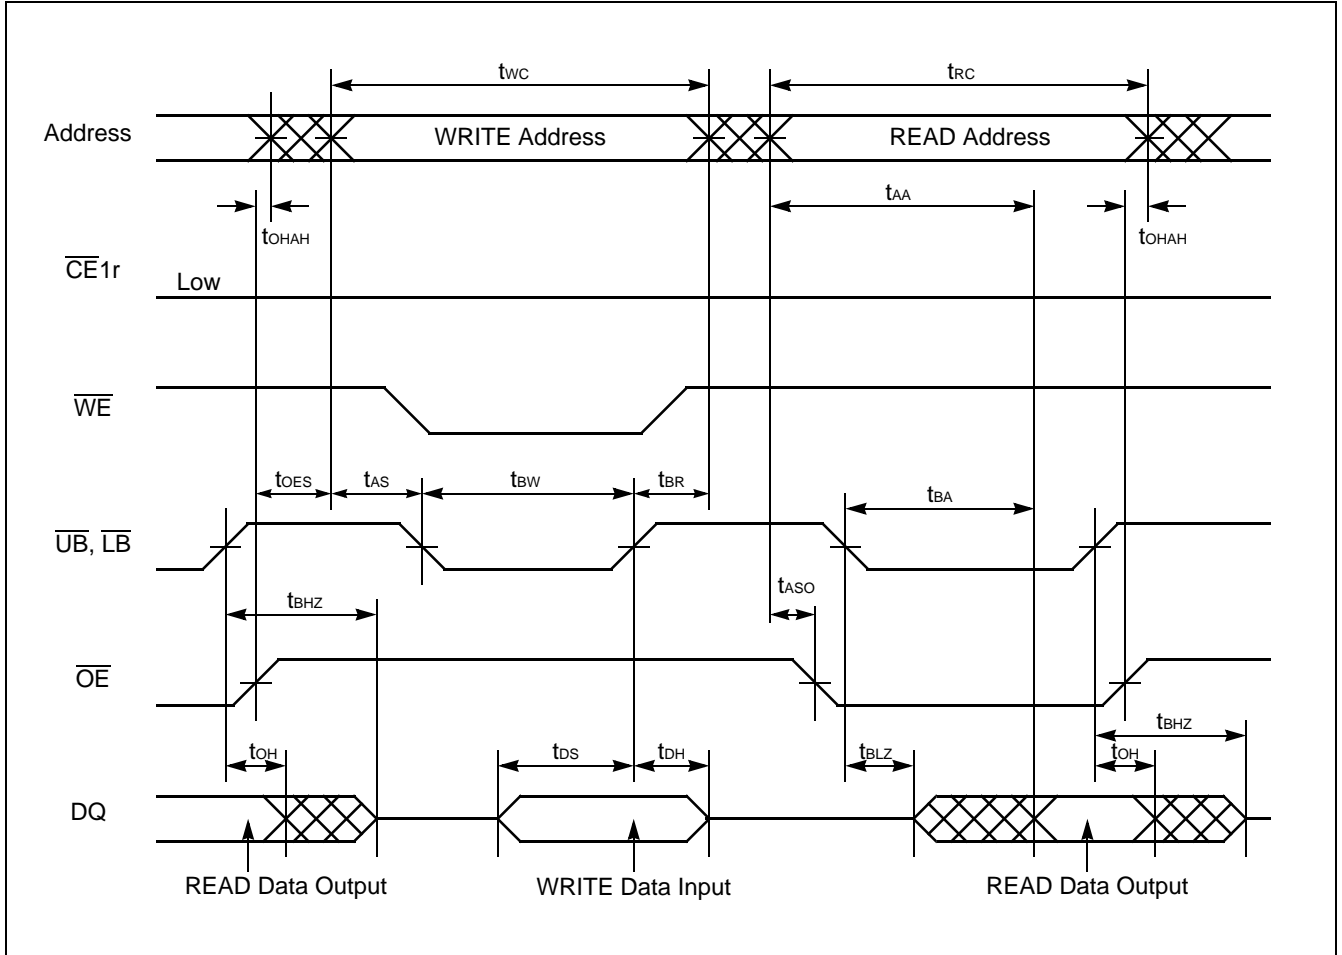 tWC
tRC
Address
WRITE Address
READ Address
tAA
tOHAH
tOHAH
CE1r
Low
WE
tOES
tAS
tBW
tBR
tBA
UB, LB
tASO
tBHZ
OE
tBHZ
tOH
tDS
tDH
tBLZ
tOH
DQ
READ Data Output
WRITE Data Input
READ Data Output